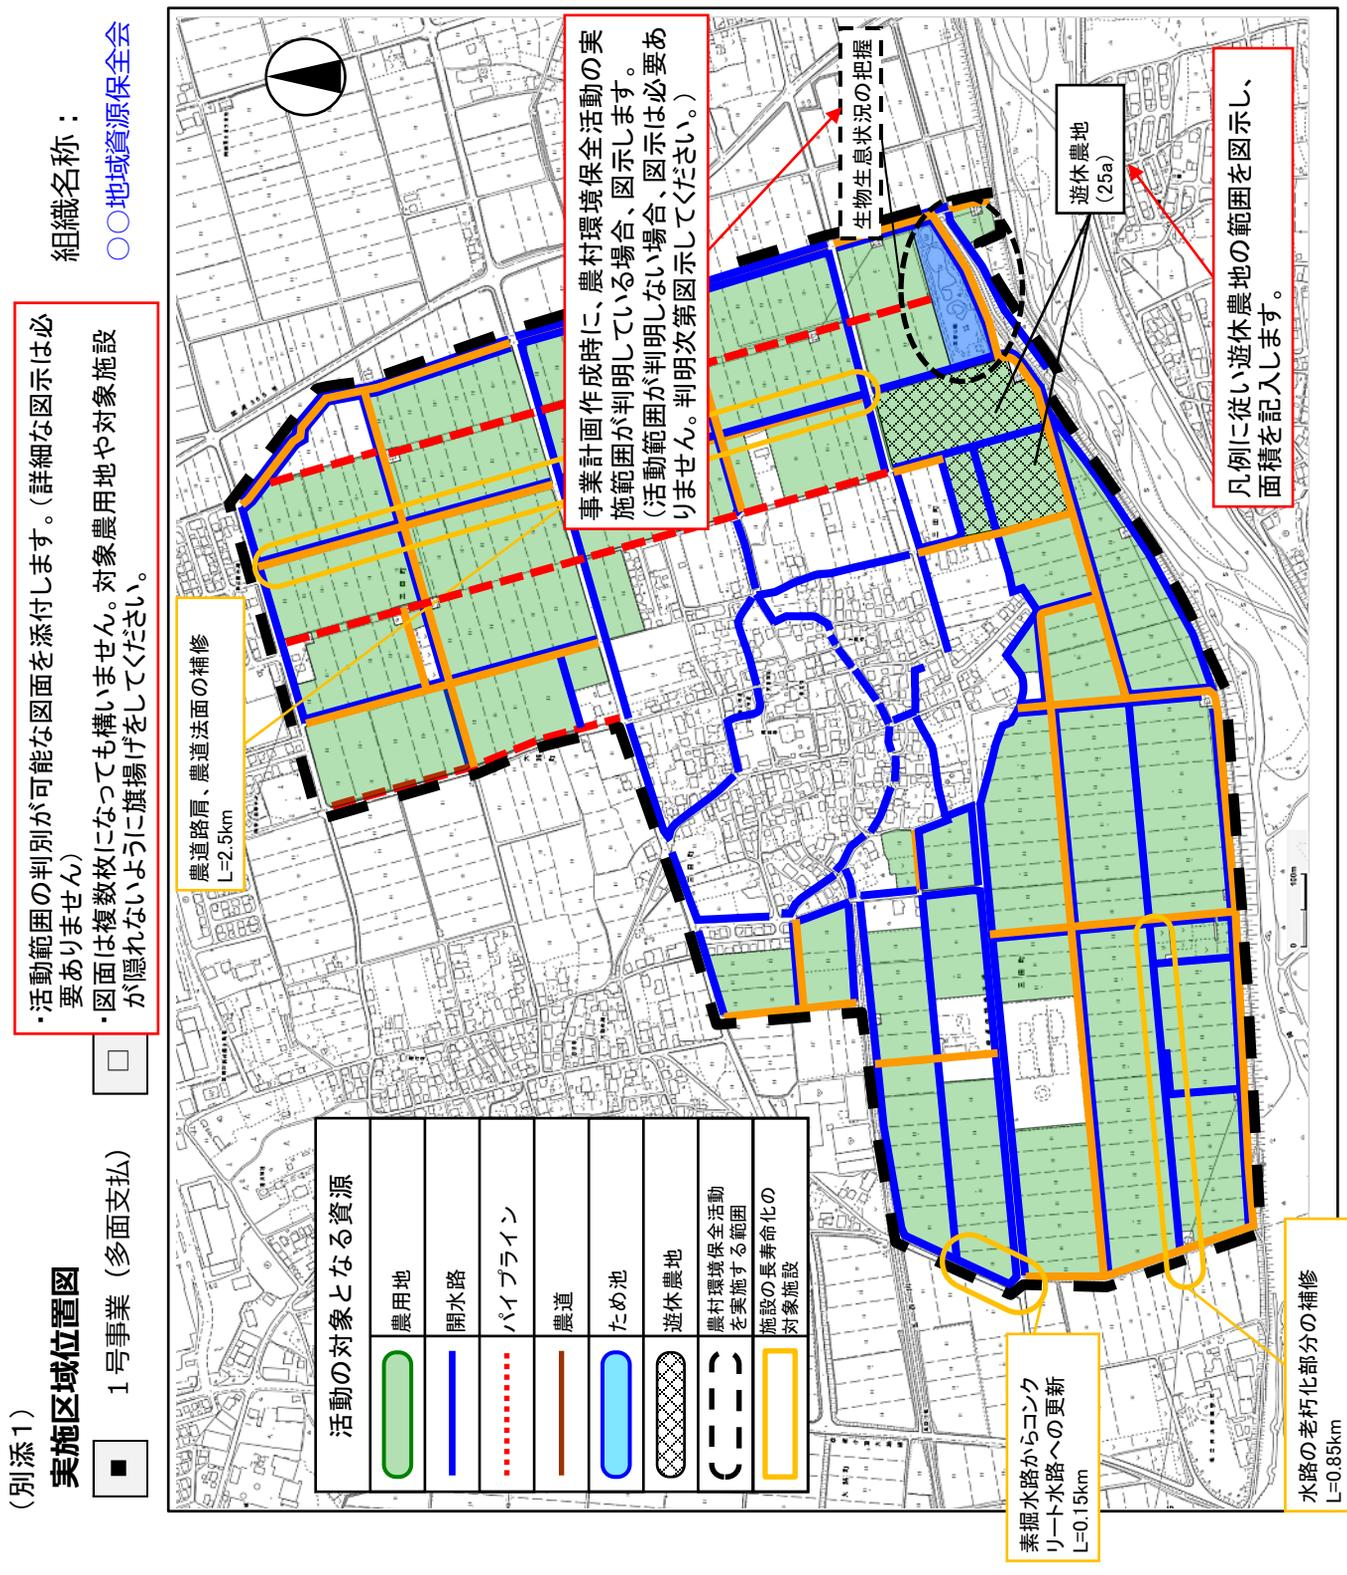 （別添１）
実施区域位置図
■ １号事業（多面支払） □
・活動範囲の判別が可能な図面を添付します。（詳細な図示は必
要ありません）
・図面は複数枚になっても構いません。対象農用地や対象施設
が隠れないように旗揚げをしてください。
組織名称：
○○地域資源保全会
農道路肩、農道法面の補修
L=2.5km
事業計画作成時に、農村環境保全活動の実
施範囲が判明している場合、図示します。
（活動範囲が判明しない場合、図示は必要あ
りません。判明次第図示してください。）
生物生息状況の把握
遊休農地
(25a)
凡例に従い遊休農地の範囲を図示し、
面積を記入します。
活動の対象となる資源
農用地
開水路
パイプライン
農道
ため池
遊休農地
農村環境保全活動
を実施する範囲
施設の長寿命化の
対象施設
素掘水路からコンク
リート水路への更新
L=0.15km
水路の老朽化部分の補修
L=0.85km
0 100m